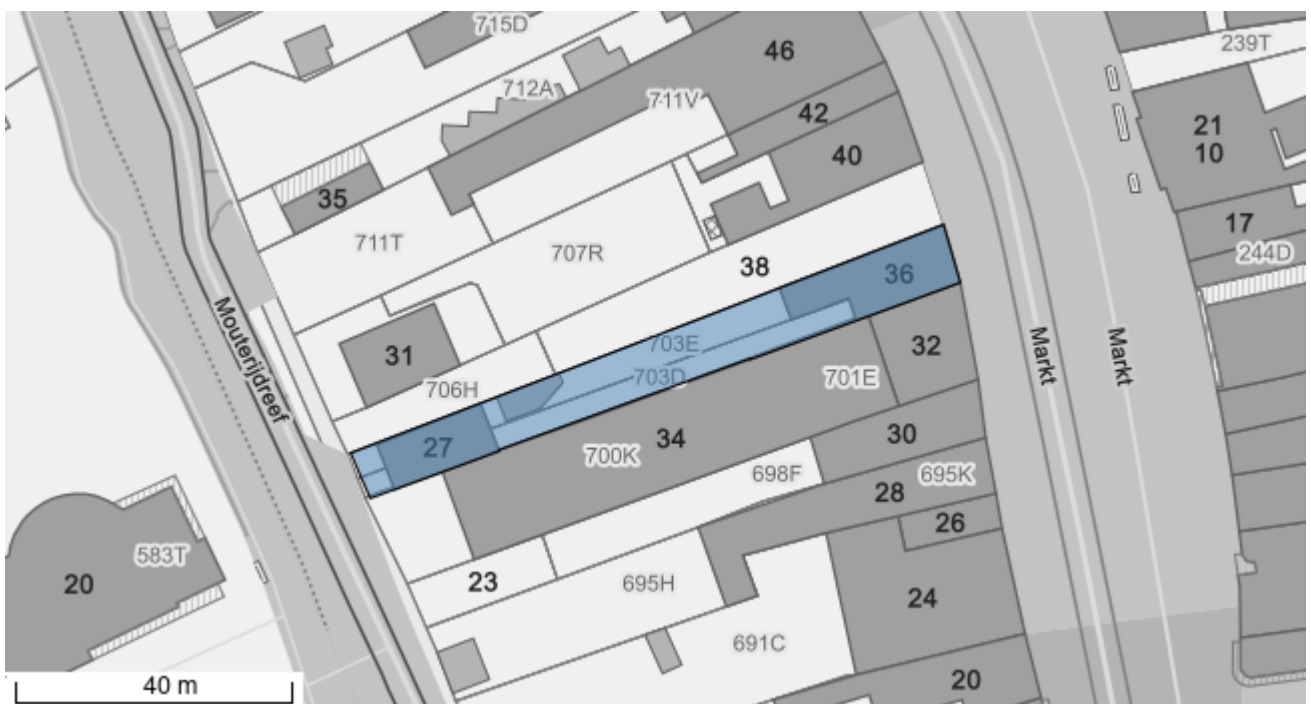 715D
239T
46
712A
711V
42
21
10
40
35
17
711T
707R
244D
38
36
Mouterijdreef
31
703E
Markt
Markt
32
703D
706H
701E
27
34
30
700K
698F
695K
28
26
583T
20
23
695H
24
691C
20
40 m